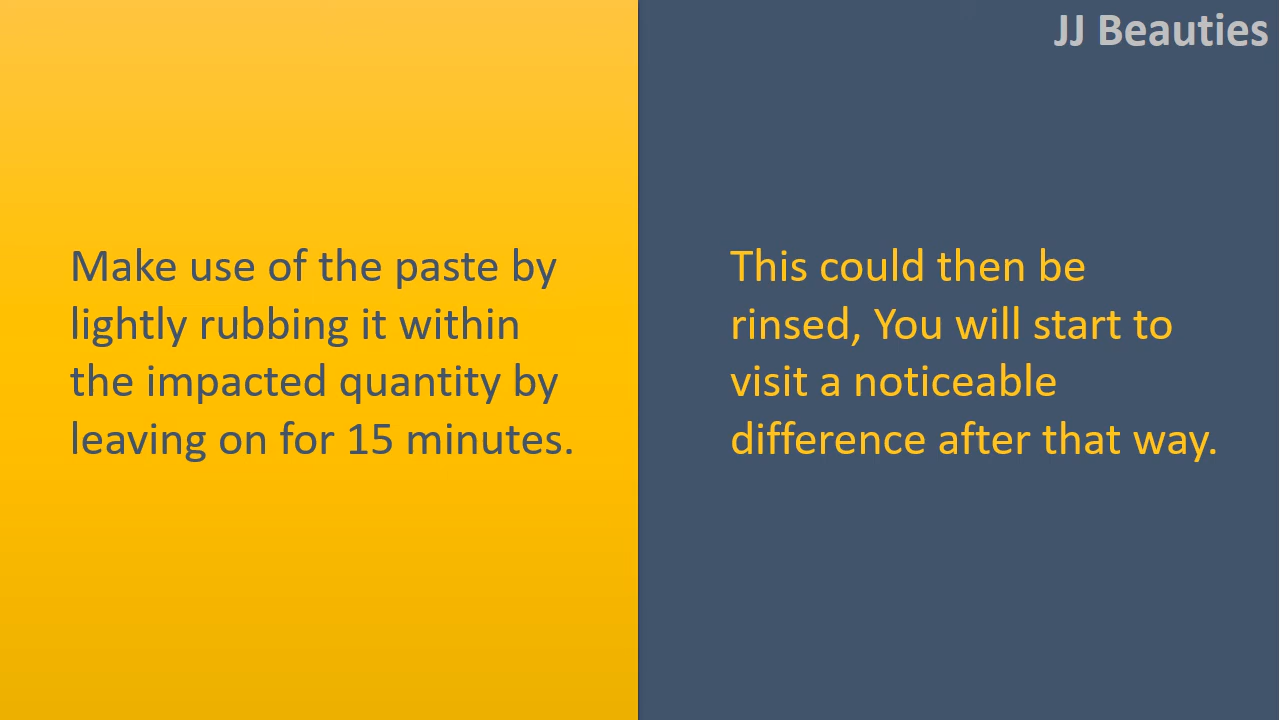 JJ Beauties
Make use of the paste by
lightly rubbing it within
the impacted quantity by
leaving on for 15 minutes.
This could then be
rinsed, You will start to
visit a noticeable
difference after that way.